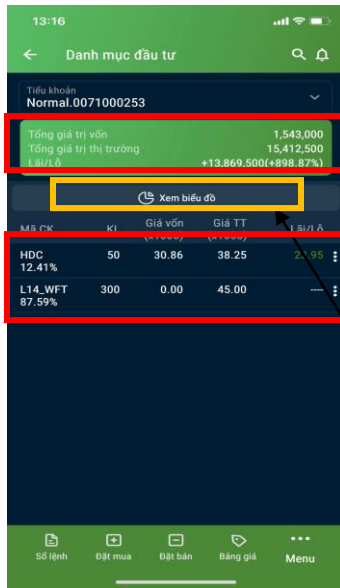 13:16
Danh mục đầu tư
Tiểu khoản
Normal.0071000253
Tổng giá trị vốn 1,543,000
Tổng giá trị thị trường 15,412,500
Lãi/Lỗ +13.869.500(+898.87%)
Xem biểu đồ
Mã CK KL Giá vốn (x1000) Giá TT (x1000) Lãi/Lỗ
HDC 50 30.86 38.25
12.41%
L14_WFT 300 0.00 45.00 ----
87.59%
Sổ lệnh Đặt mua Đặt bán Bảng giá Menu